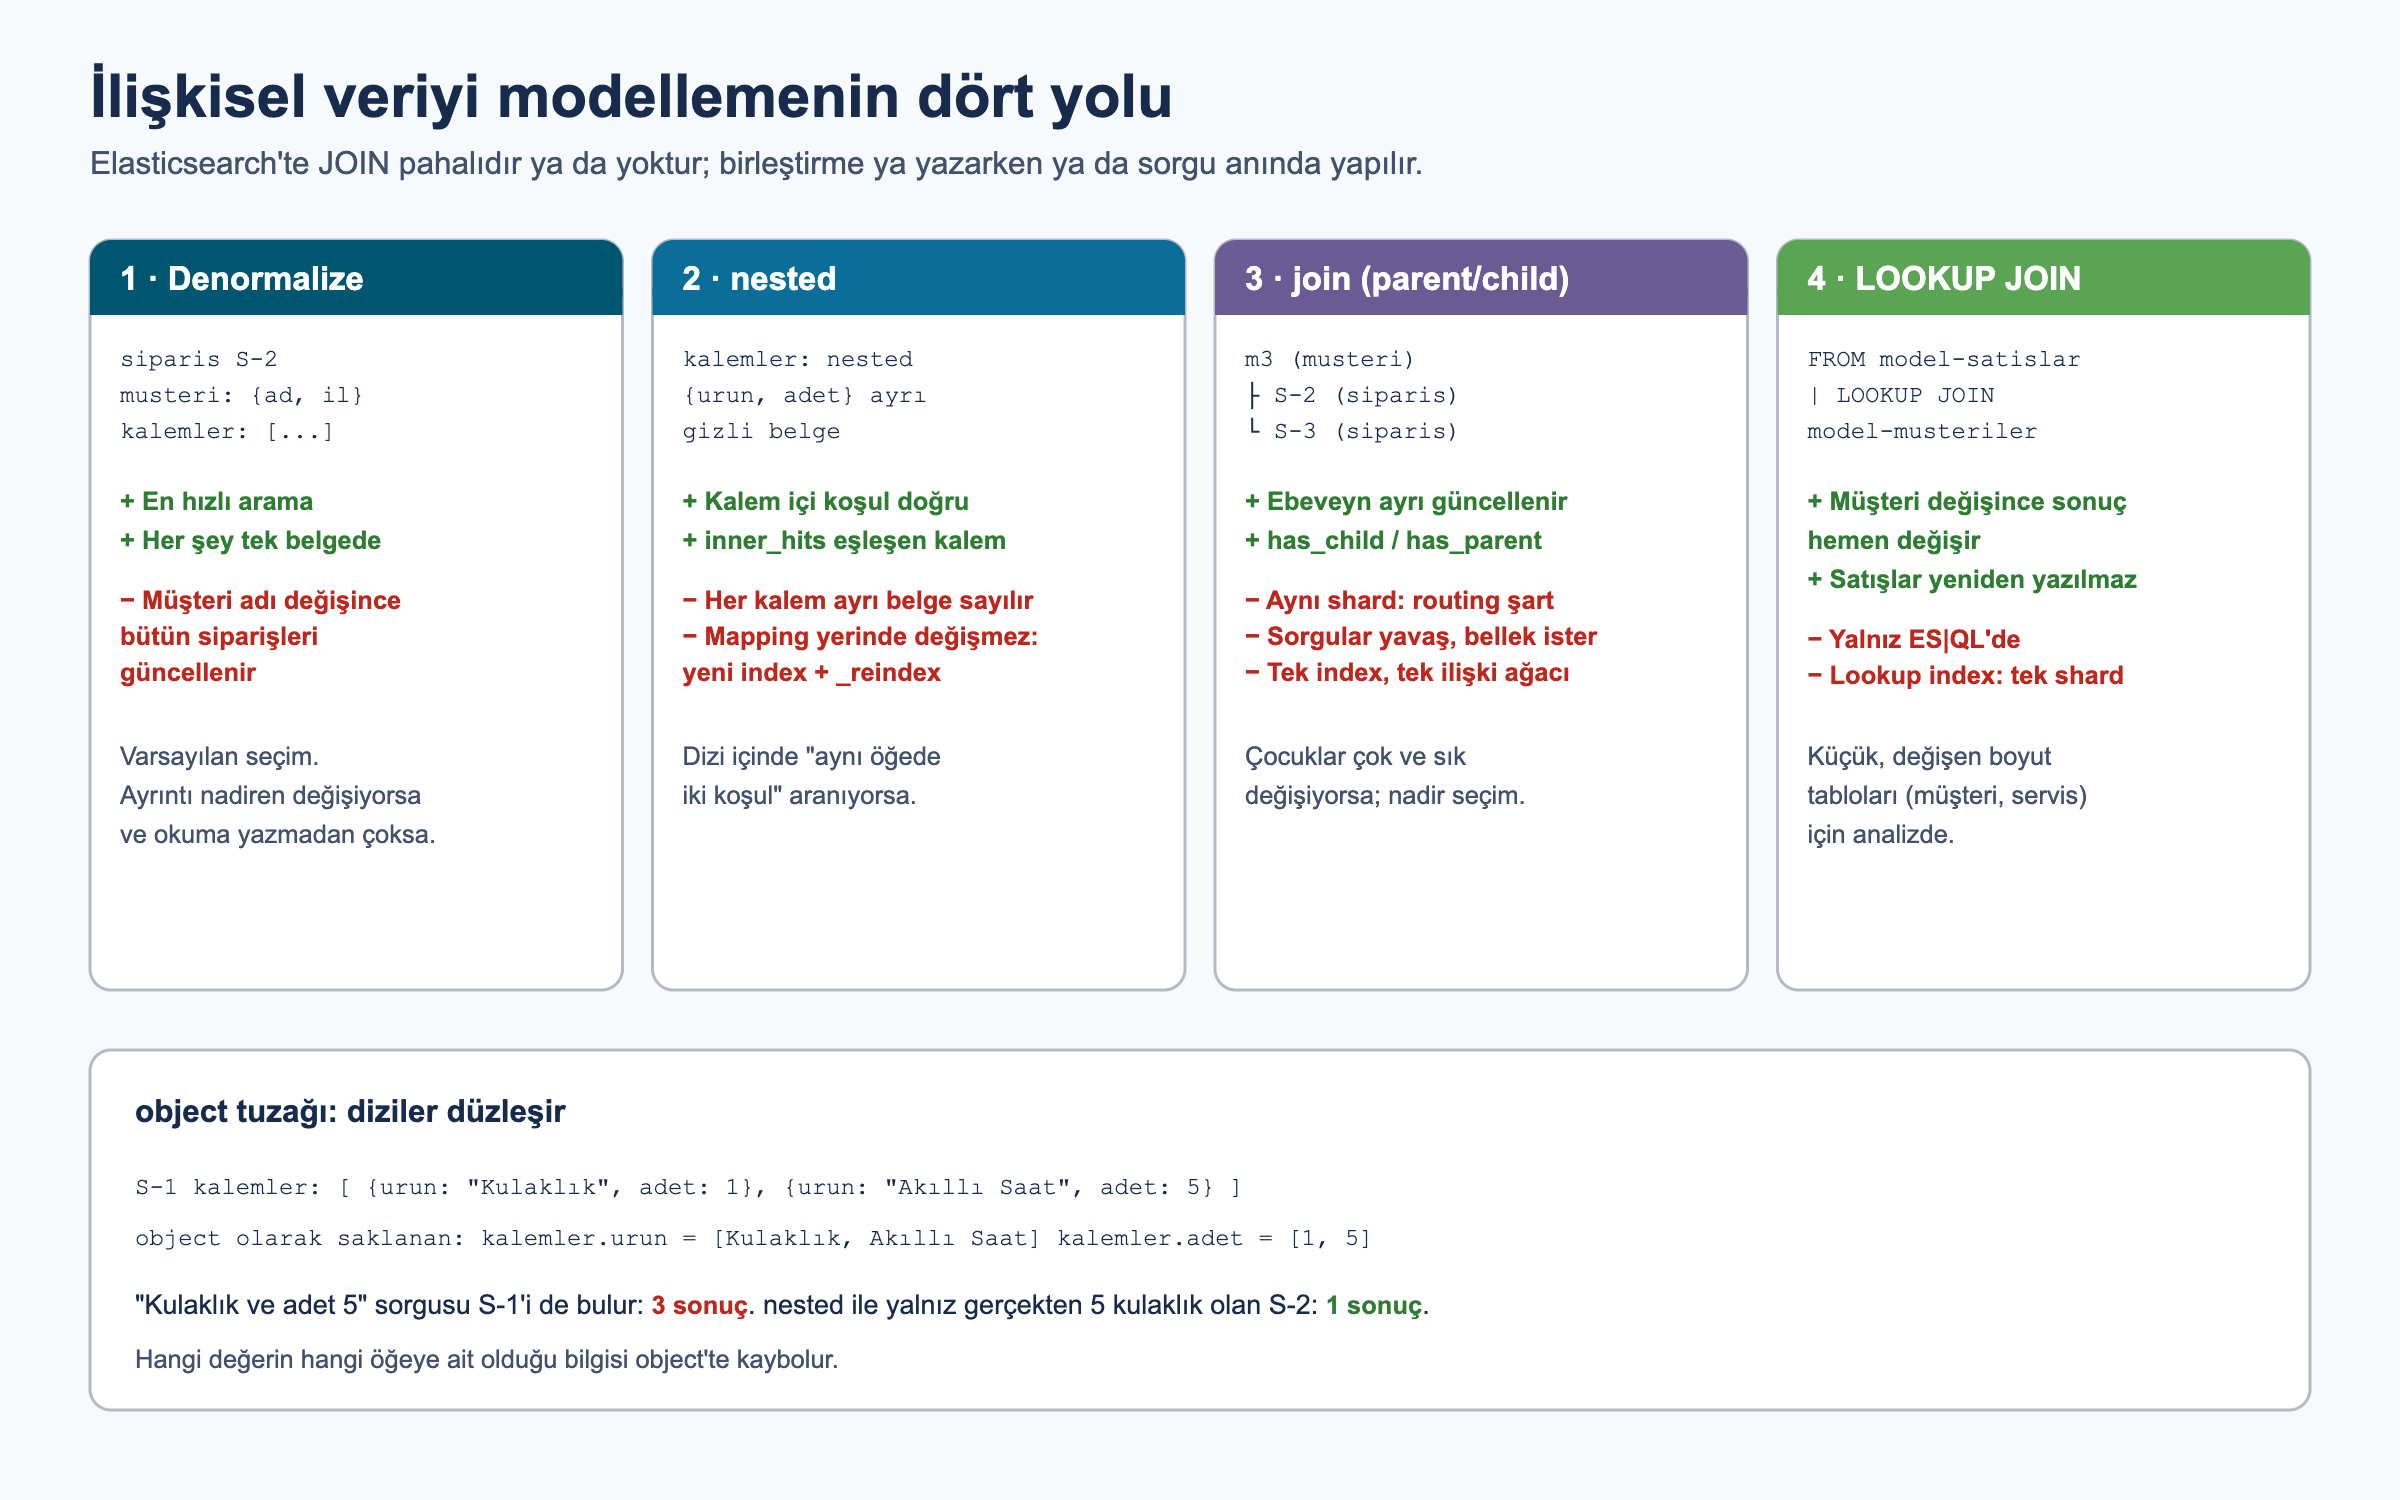 İlişkisel veriyi modellemenin dört yolu
Elasticsearch'te JOIN pahalıdır ya da yoktur; birleştirme ya yazarken ya da sorgu anında yapılır.
1 · Denormalize
siparis S-2
musteri: {ad, il}
kalemler: [...]
+ En hızlı arama
+ Her şey tek belgede
− Müşteri adı değişince
bütün siparişleri
güncellenir
Varsayılan seçim.
Ayrıntı nadiren değişiyorsa
ve okuma yazmadan çoksa.
2 · nested
kalemler: nested
{urun, adet} ayrı
gizli belge
+ Kalem içi koşul doğru
+ inner_hits eşleşen kalem
− Her kalem ayrı belge sayılır
− Mapping yerinde değişmez:
yeni index + _reindex
Dizi içinde "aynı öğede
iki koşul" aranıyorsa.
3 · join (parent/child)
m3 (musteri)
├ S-2 (siparis)
└ S-3 (siparis)
+ Ebeveyn ayrı güncellenir
+ has_child / has_parent
− Aynı shard: routing şart
− Sorgular yavaş, bellek ister
− Tek index, tek ilişki ağacı
Çocuklar çok ve sık
değişiyorsa; nadir seçim.
4 · LOOKUP JOIN
FROM model-satislar
| LOOKUP JOIN
model-musteriler
+ Müşteri değişince sonuç
hemen değişir
+ Satışlar yeniden yazılmaz
− Yalnız ES|QL'de
− Lookup index: tek shard
Küçük, değişen boyut
tabloları (müşteri, servis)
için analizde.
object tuzağı: diziler düzleşir
S-1 kalemler: [ {urun: "Kulaklık", adet: 1}, {urun: "Akıllı Saat", adet: 5} ]
object olarak saklanan: kalemler.urun = [Kulaklık, Akıllı Saat] kalemler.adet = [1, 5]
"Kulaklık ve adet 5" sorgusu S-1'i de bulur: 3 sonuç. nested ile yalnız gerçekten 5 kulaklık olan S-2: 1 sonuç.
Hangi değerin hangi öğeye ait olduğu bilgisi object'te kaybolur.